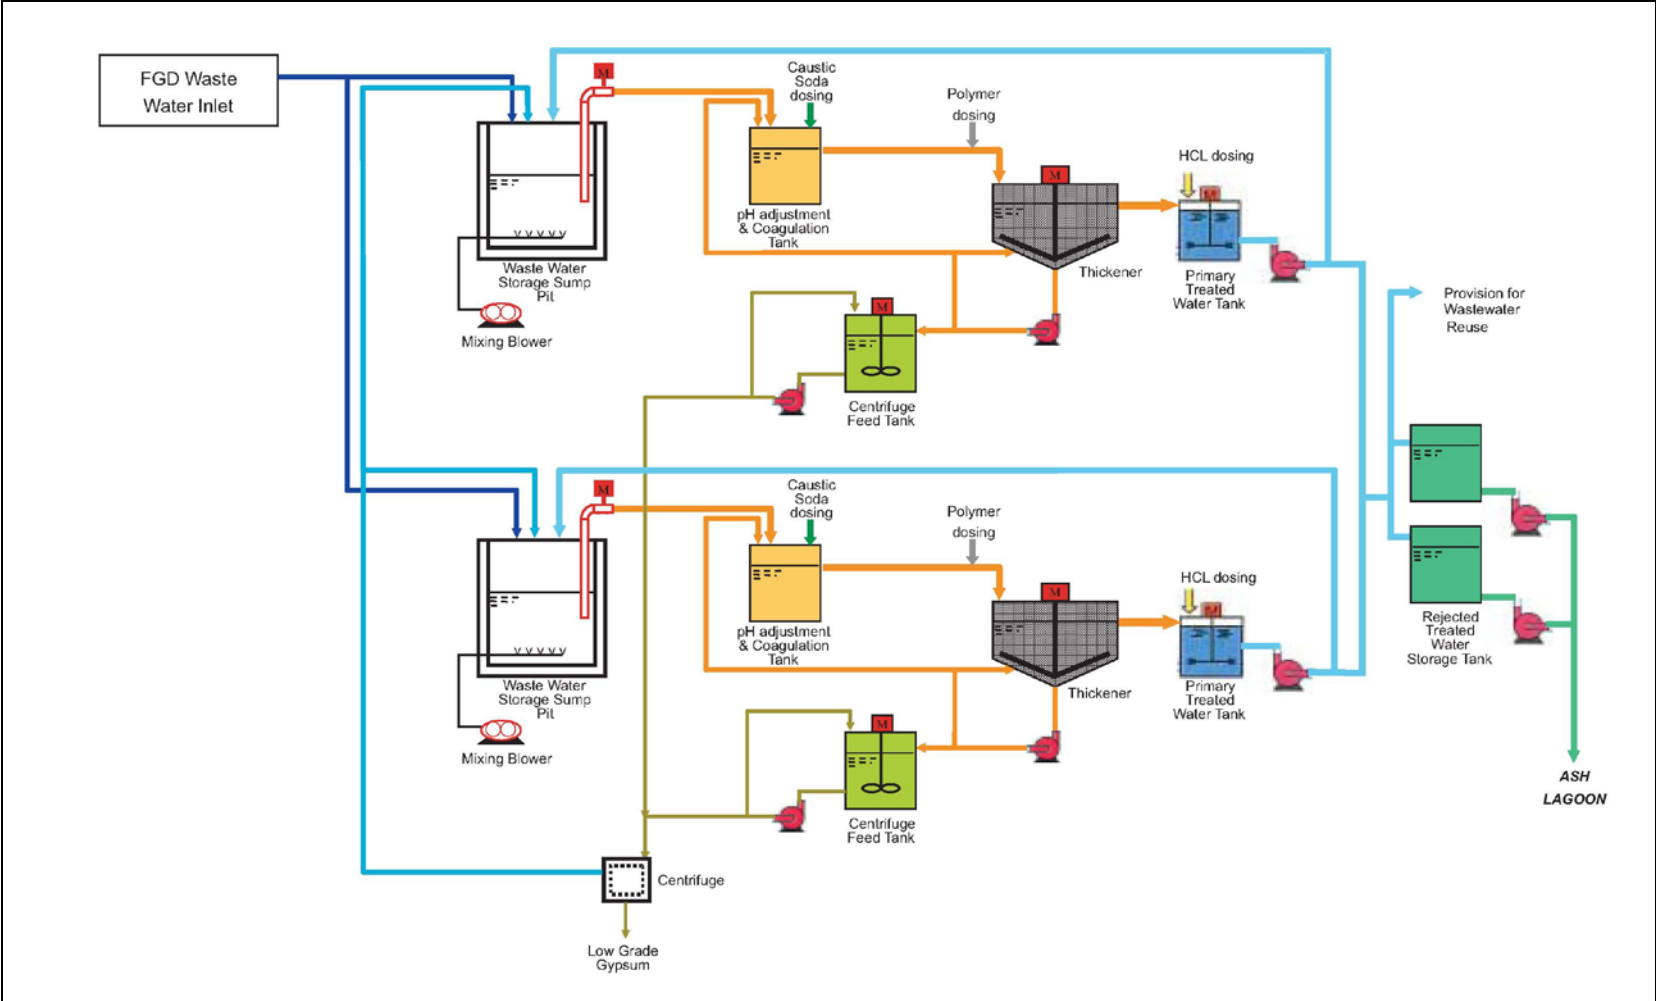 FGD Waste
Water Inlet
M
Caustic
Soda
dosing
Polymer
dosing
HCL dosing
M
M
pH adjustment
& Coagulation
Tank
Waste Water
Storage Sump
Pit
Thickener
Primary
Treated
Water Tank
Provision for
Wastewater
Reuse
M
Mixing Blower
Centrifuge
Feed Tank
M
Caustic
Soda
dosing
Polymer
dosing
HCL dosing
M
M
pH adjustment
& Coagulation
Tank
Waste Water
Storage Sump
Pit
Thickener
Primary
Treated
Water Tank
Rejected
Treated
Water
Storage Tank
M
Mixing Blower
Centrifuge
Feed Tank
ASH
LAGOON
Centrifuge
Low Grade
Gypsum